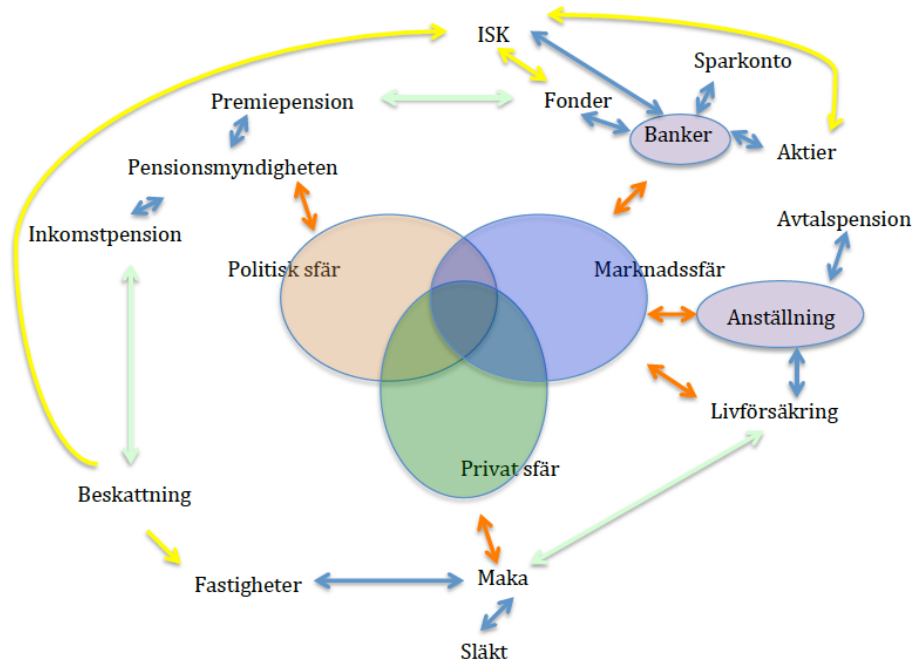 ISK
Sparkonto
Premiepension
Fonder
Banker
Aktier
Pensionsmyndigheten
Avtalspension
Inkomstpension
Politisk sfär
Marknadssfär
Anställning
Livförsäkring
Privat sfär
Beskattning
Fastigheter
Maka
Släkt